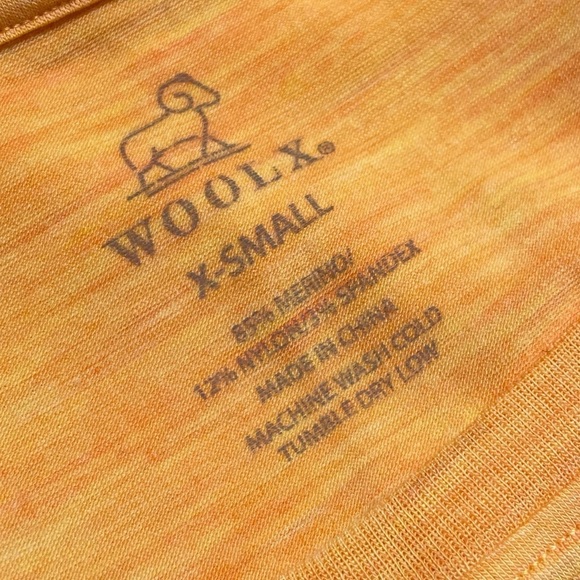 WOOLX®
X-SMALL
85% MERINO/
12% NYLON/3% SPANDEX
MADE IN CHINA
MACHINE WASH COLD
TUMBLE DRY LOW